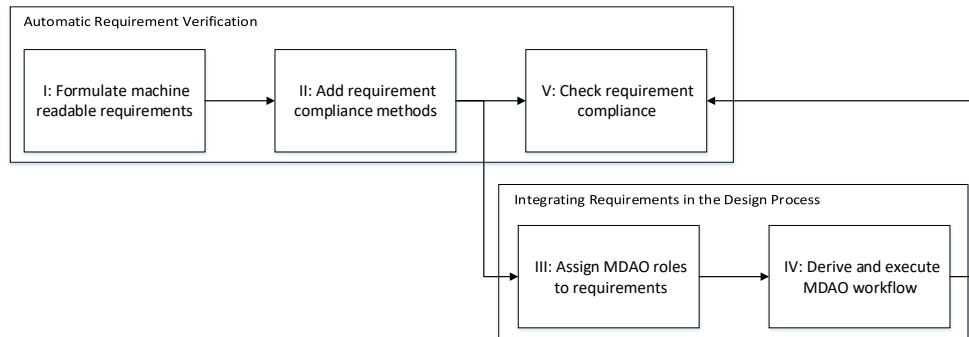 Automatic Requirement Verification
I: Formulate machine
readable requirements
II: Add requirement
compliance methods
V: Check requirement
compliance
Integrating Requirements in the Design Process
III: Assign MDAO roles
to requirements
IV: Derive and execute
MDAO workflow